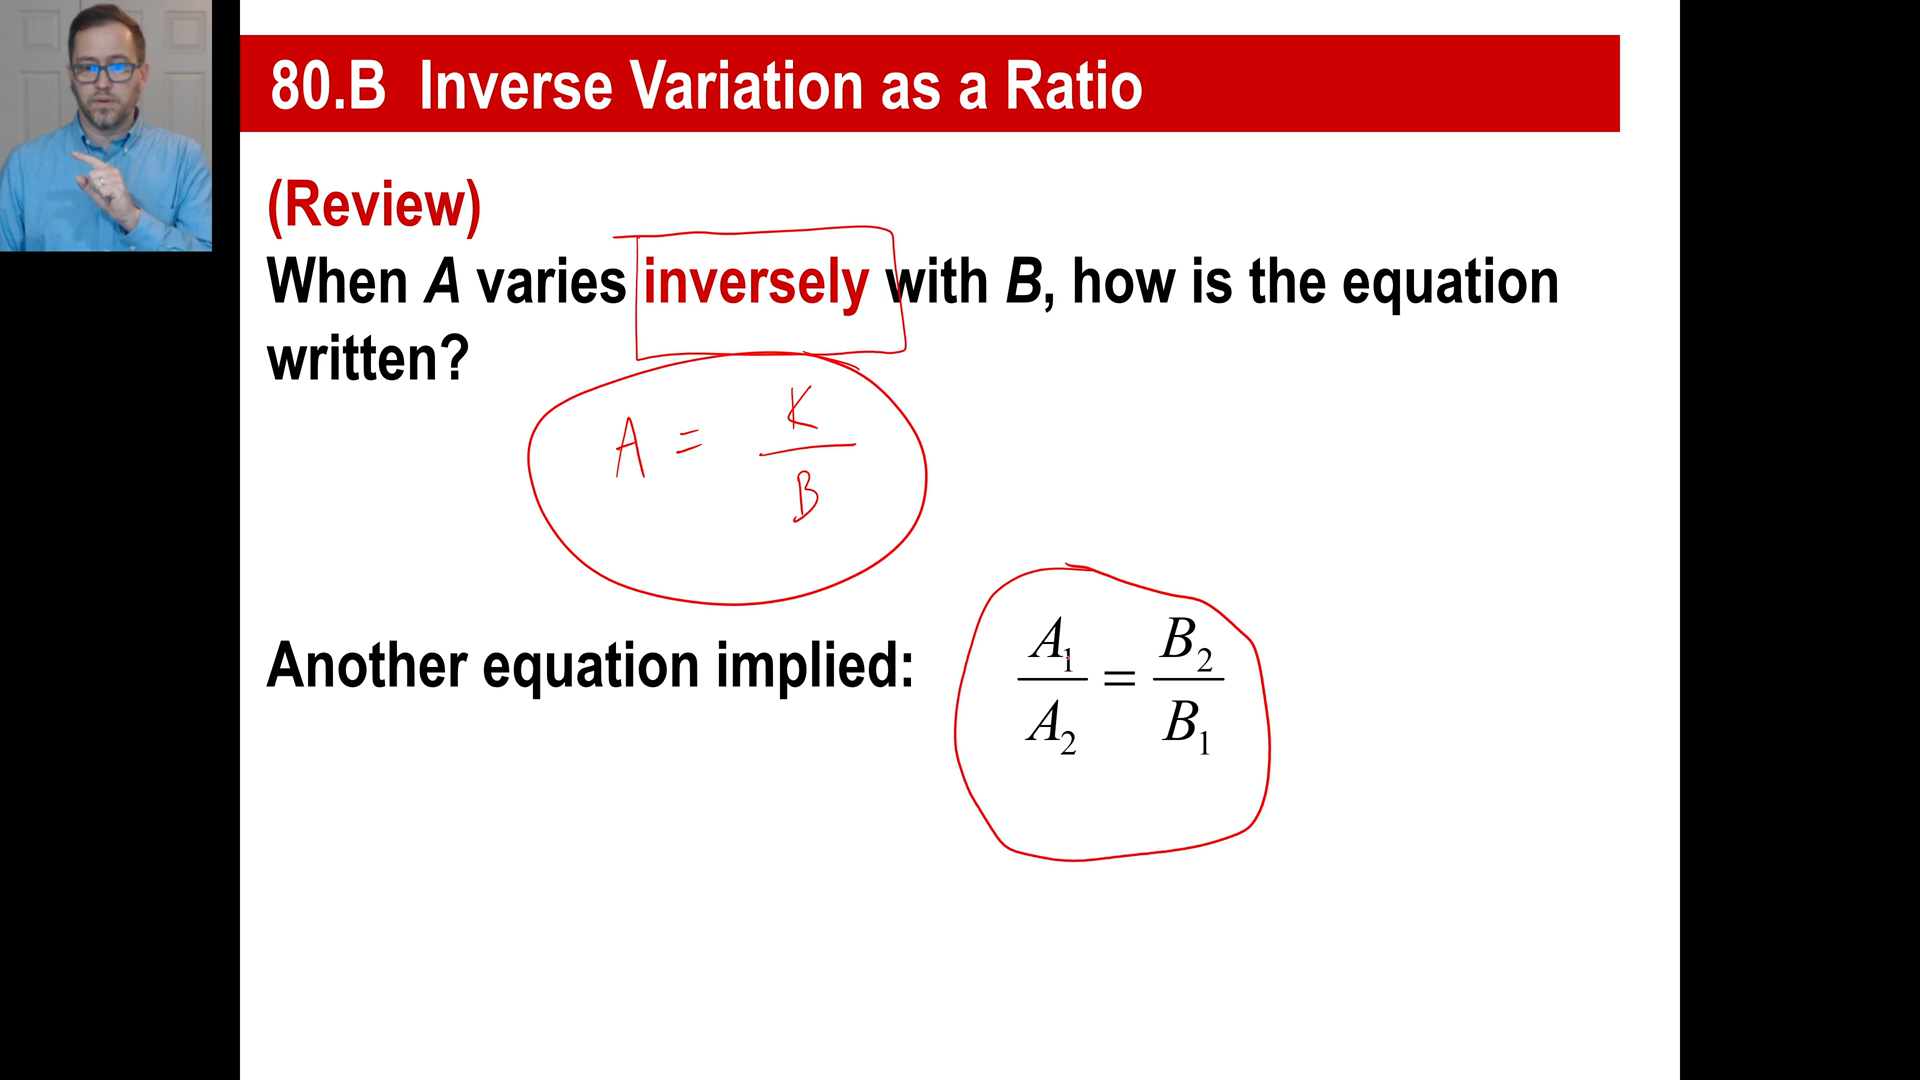 80.B Inverse Variation as a Ratio
(Review)
When A varies inversely with B, how is the equation
written?
A = K/B
Another equation implied: A₁/A₂ = B₂/B₁